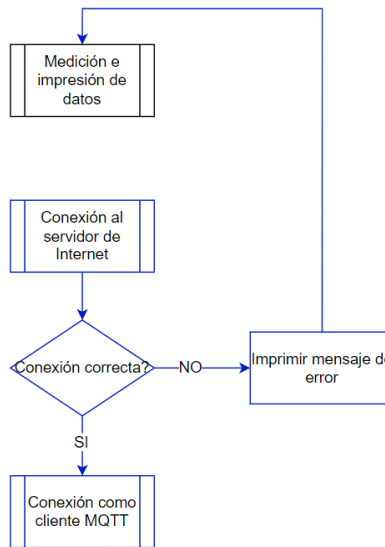 Medición e
impresión de
datos
Conexión al
servidor de
Internet
Conexión correcta?
NO
Imprimir mensaje de
error
SI
Conexión como
cliente MQTT